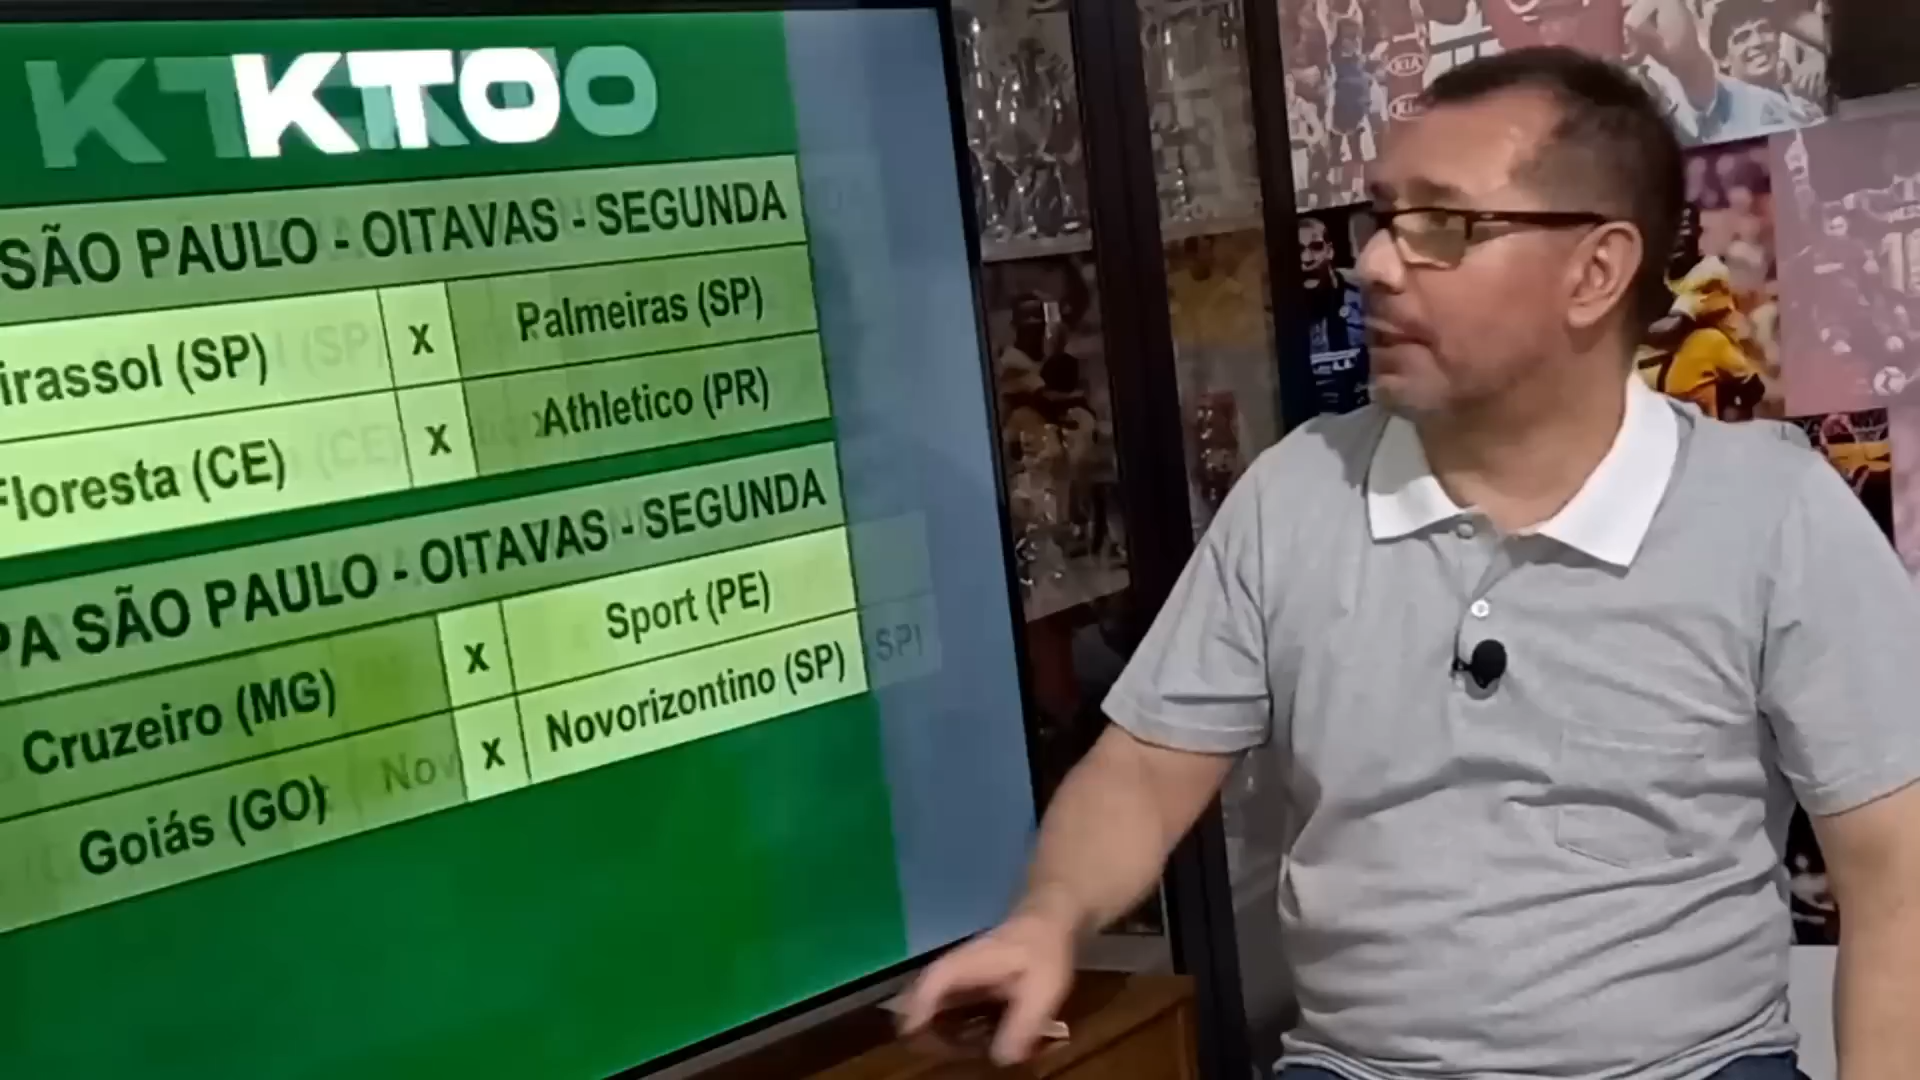 KTO
SÃO PAULO - OITAVAS - SEGUNDA
irassol (SP) X Palmeiras (SP)
Floresta (CE) X Athletico (PR)
PA SÃO PAULO - OITAVAS - SEGUNDA
Cruzeiro (MG) X Sport (PE)
Goiás (GO) X Novorizontino (SP)
KIA